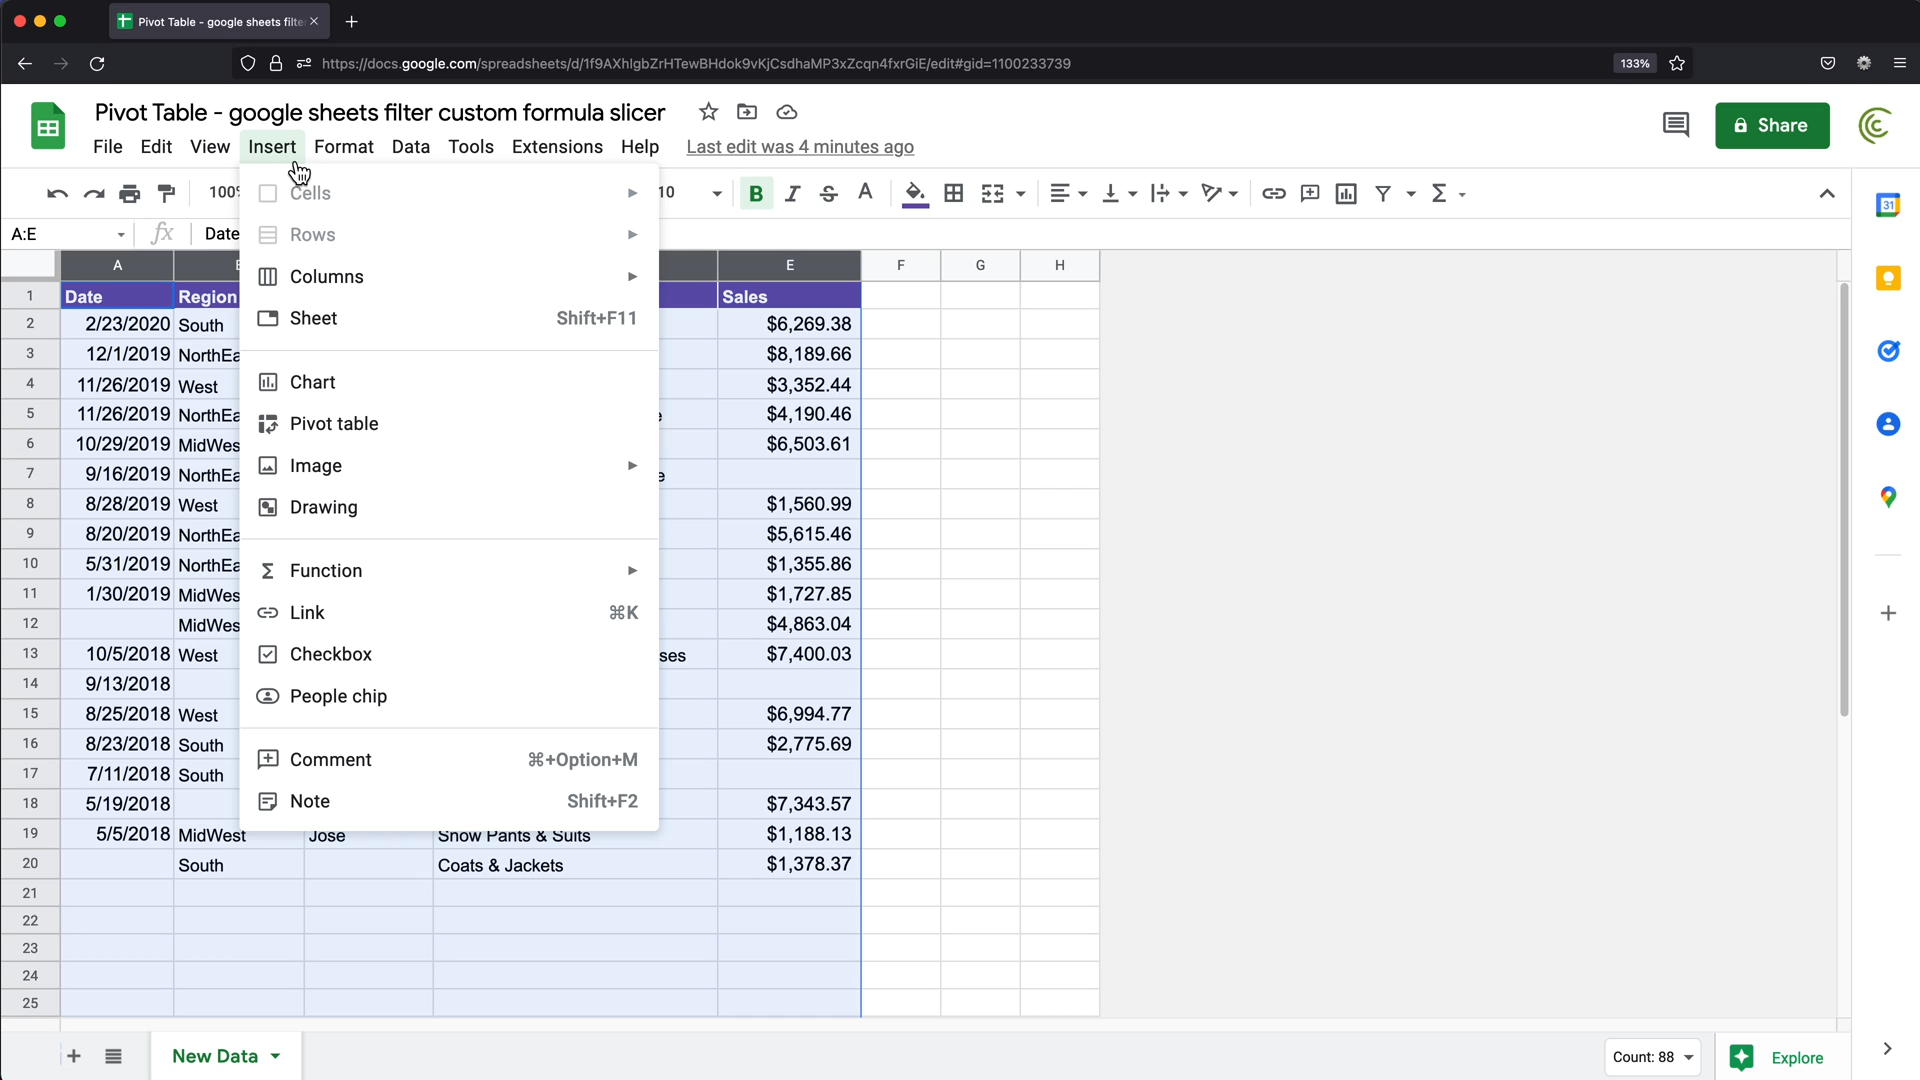 Pivot Table - google sheets filte
https://docs.google.com/spreadsheets/d/1f9AXhIgbZrHTewBHdok9vKjCsdhaMP3xZcqn4fxrGiE/edit#gid=1100233739
133%
Pivot Table - google sheets filter custom formula slicer
Share
File Edit View Insert Format Data Tools Extensions Help Last edit was 4 minutes ago
100% 10 B I S A
31
A:E fx Date
Cells
Rows
Columns
Sheet Shift+F11
Chart
Pivot table
Image
Drawing
Function
Link ⌘K
Checkbox
People chip
Comment ⌘+Option+M
Note Shift+F2
A E F G H
1 Date Region Sales
2 2/23/2020 South $6,269.38
3 12/1/2019 NorthEa $8,189.66
4 11/26/2019 West $3,352.44
5 11/26/2019 NorthEa e $4,190.46
6 10/29/2019 MidWes $6,503.61
7 9/16/2019 NorthEa e
8 8/28/2019 West $1,560.99
9 8/20/2019 NorthEa $5,615.46
10 5/31/2019 NorthEa $1,355.86
11 1/30/2019 MidWes $1,727.85
12 MidWes $4,863.04
13 10/5/2018 West ses $7,400.03
14 9/13/2018
15 8/25/2018 West $6,994.77
16 8/23/2018 South $2,775.69
17 7/11/2018 South
18 5/19/2018 $7,343.57
19 5/5/2018 MidWest Jose Snow Pants & Suits $1,188.13
20 South Coats & Jackets $1,378.37
21
22
23
24
25
New Data
Count: 88
Explore